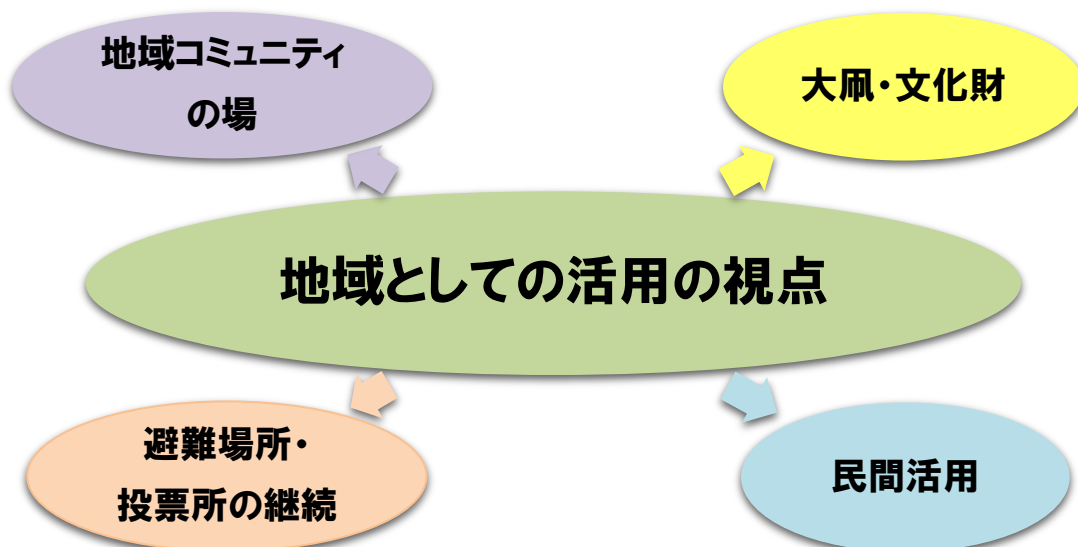 地域コミュニティ
の場
大凧・文化財
地域としての活用の視点
避難場所・
投票所の継続
民間活用